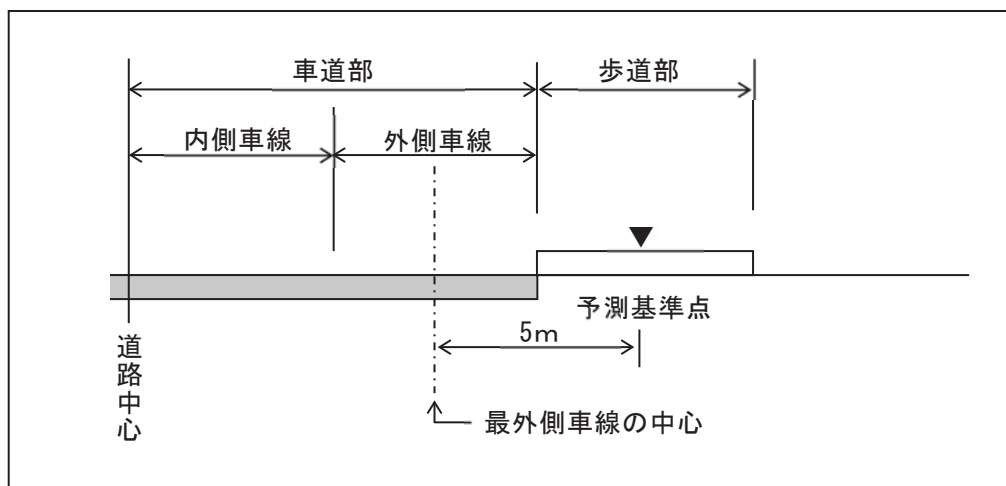 車道部
歩道部
内側車線
外側車線
予測基準点
5m
道路中心
最外側車線の中心